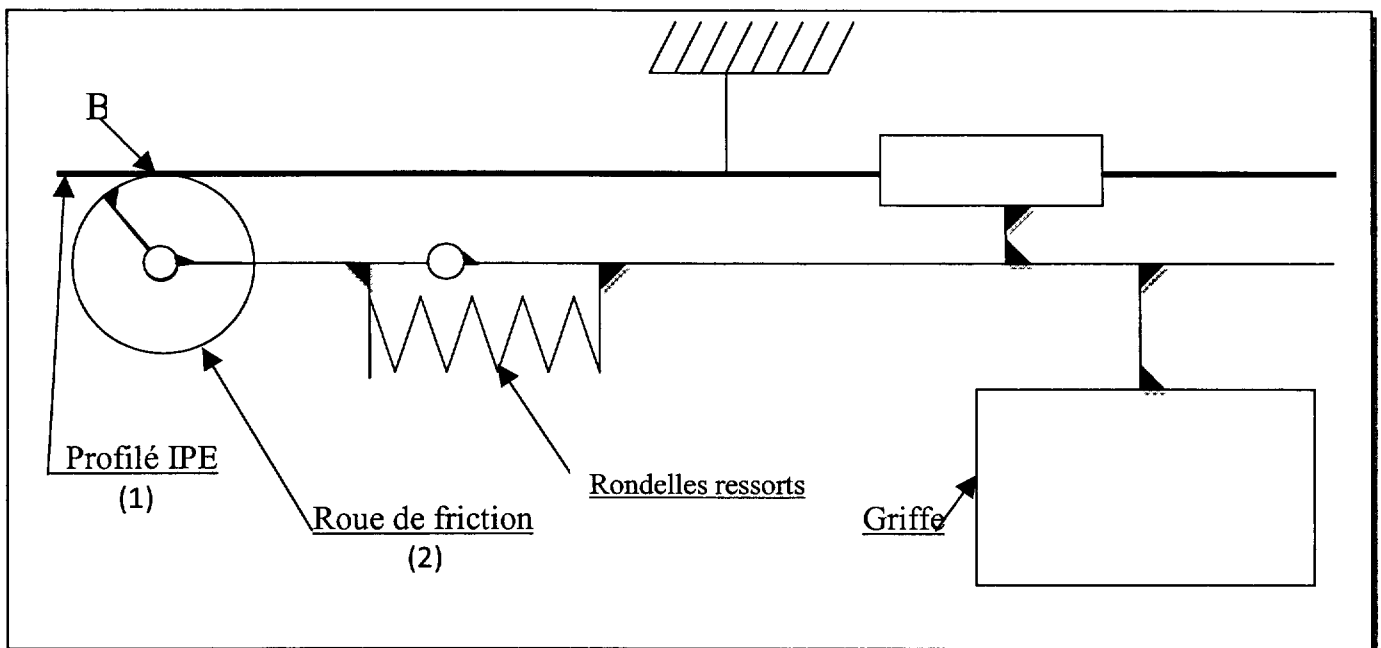 B
Profilé IPE
(1)
Roue de friction
(2)
Rondelles ressorts
Griffe